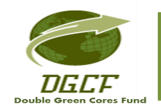 DGCF
Double Green Cores Fund